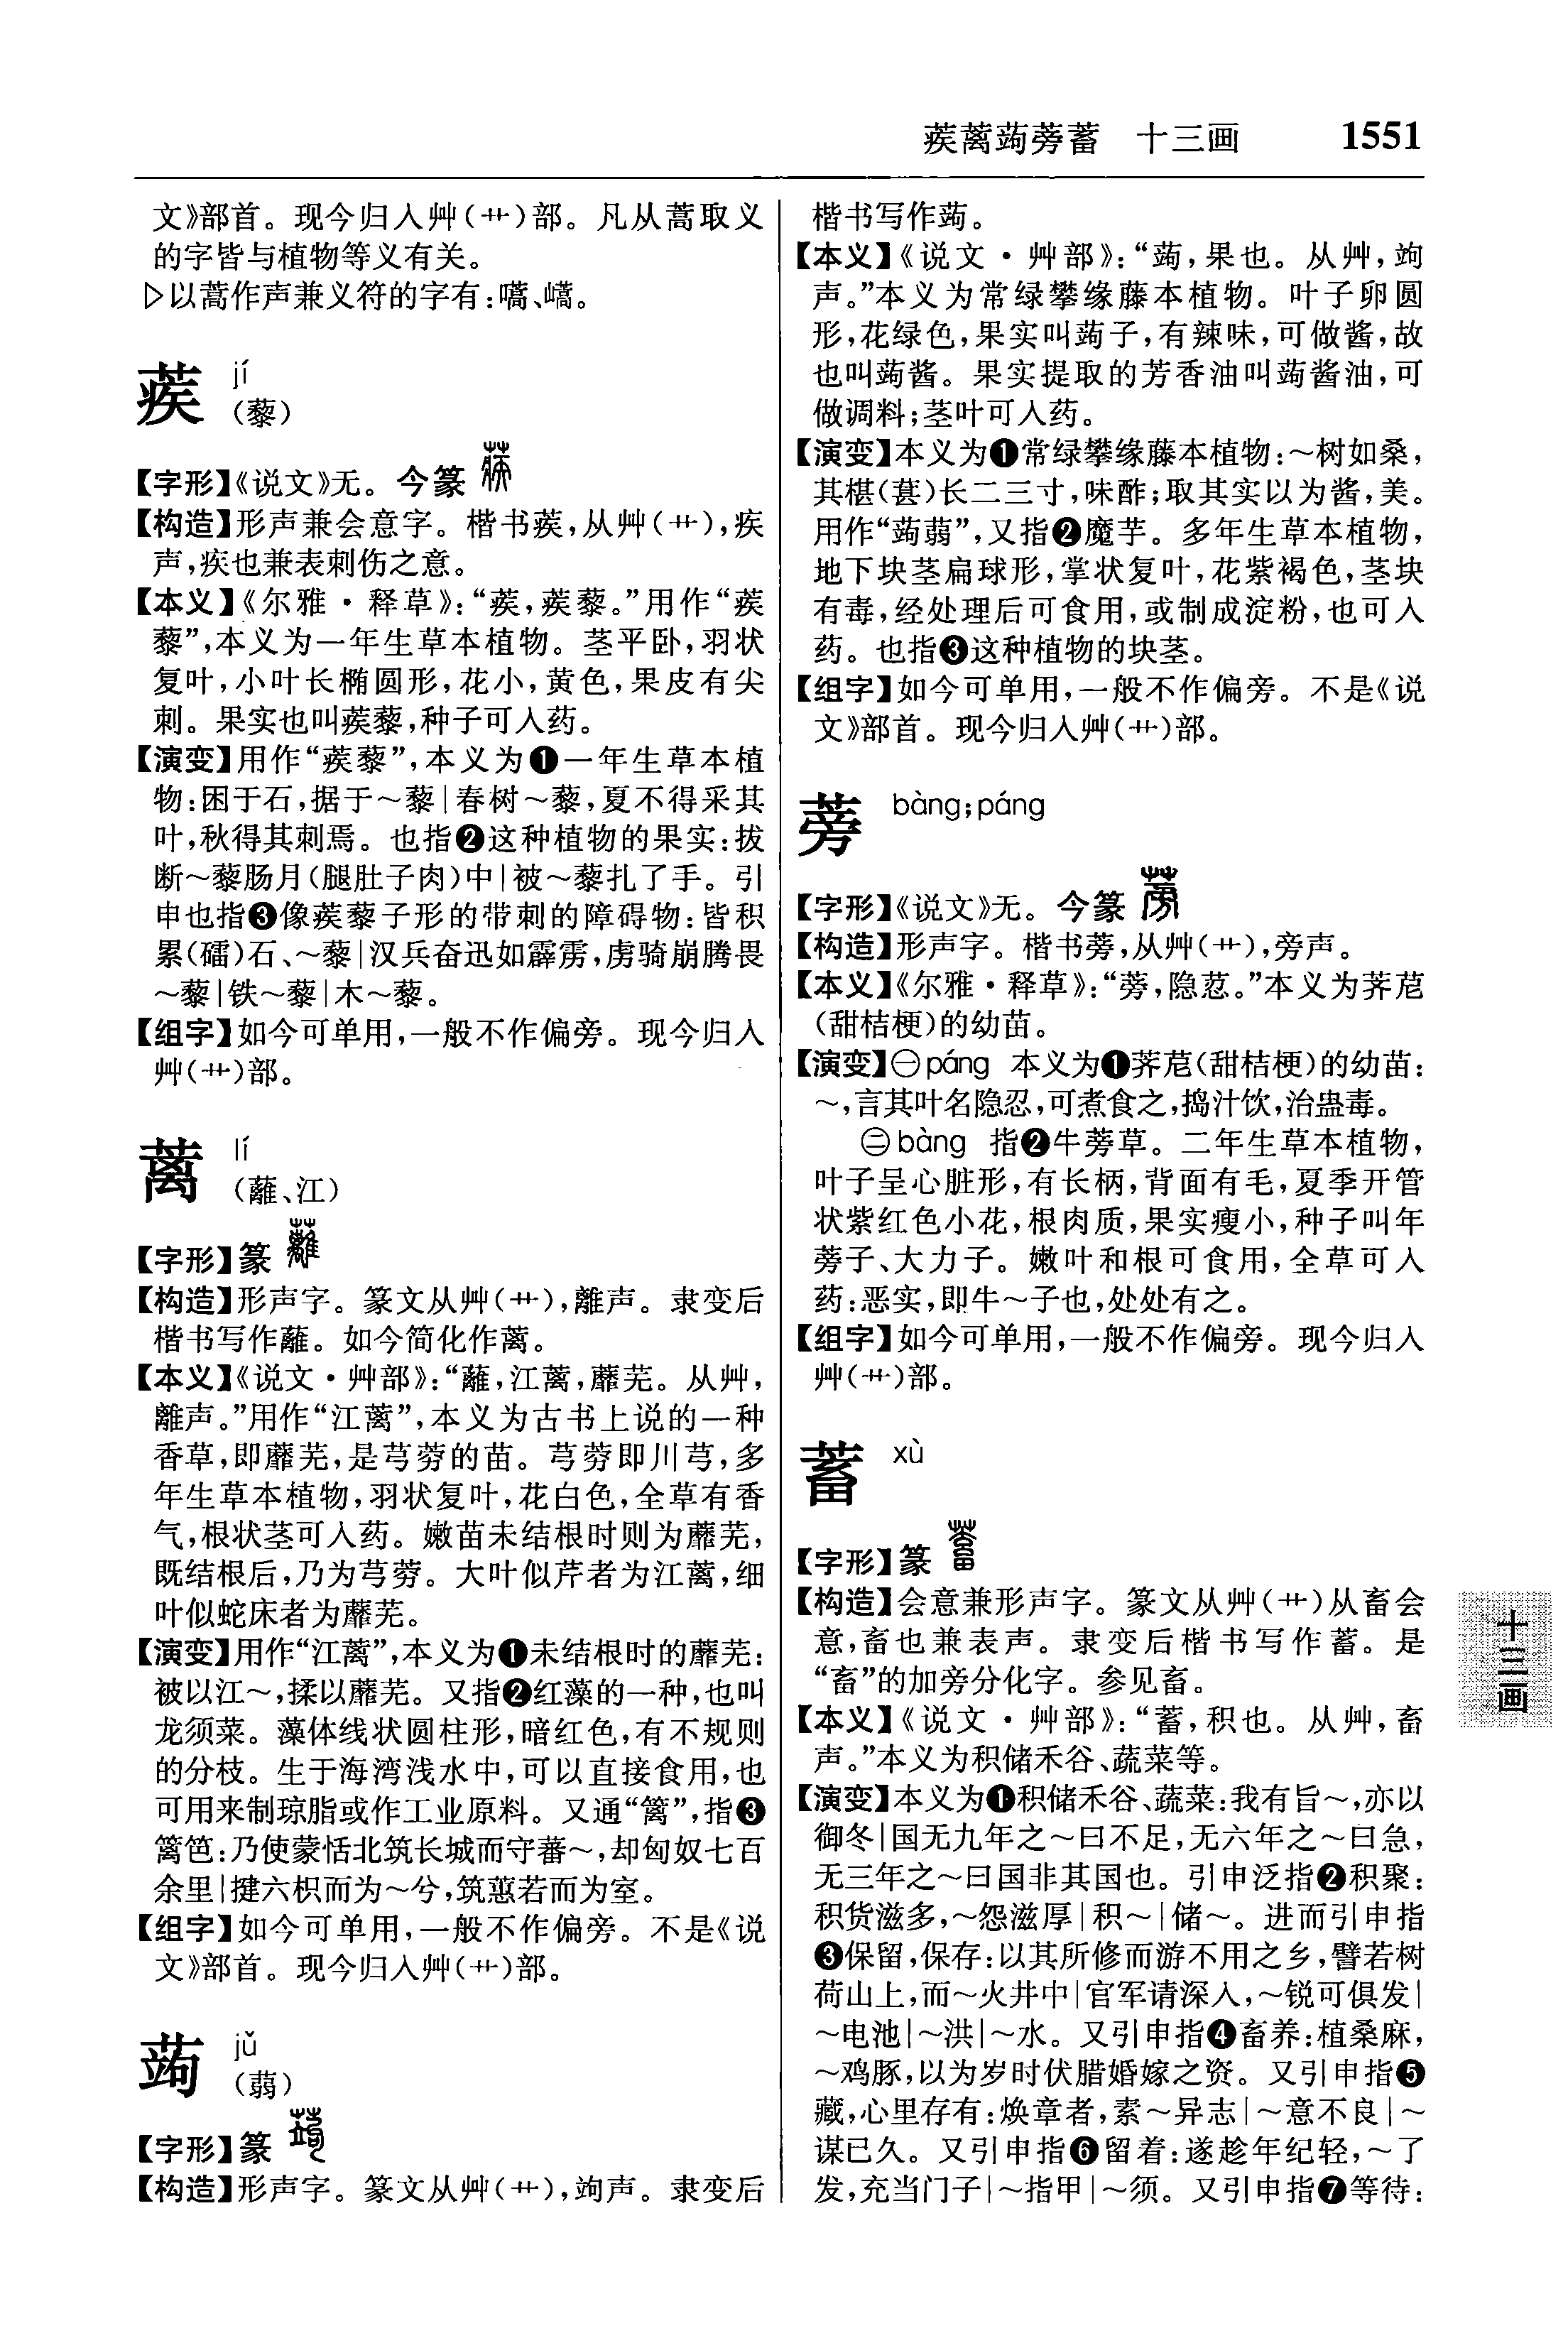 蒺蓠蒟蒡蓄 十三画 1551
文》部首。现今归入艸(艹)部。凡从蒿取义
的字皆与植物等义有关。
▷以蒿作声兼义符的字有:嚆、㠙。
蒺 jí
(藜)
【字形】《说文》无。今篆
【构造】形声兼会意字。楷书蒺,从艸(艹),疾
声,疾也兼表刺伤之意。
【本义】《尔雅·释草》:“蒺,蒺藜。”用作“蒺
藜”,本义为一年生草本植物。茎平卧,羽状
复叶,小叶长椭圆形,花小,黄色,果皮有尖
刺。果实也叫蒺藜,种子可入药。
【演变】用作“蒺藜”,本义为❶一年生草本植
物:困于石,据于～藜|春树～藜,夏不得采其
叶,秋得其刺焉。也指❷这种植物的果实:拔
断～藜肠月(腿肚子肉)中|被～藜扎了手。引
申也指❸像蒺藜子形的带刺的障碍物:皆积
累(礌)石、～藜|汉兵奋迅如霹雳,虏骑崩腾畏
～藜|铁～藜|木～藜。
【组字】如今可单用,一般不作偏旁。现今归入
艸(艹)部。
蓠 lí
(蘺、江)
【字形】篆
【构造】形声字。篆文从艸(艹),離声。隶变后
楷书写作蘺。如今简化作蓠。
【本义】《说文·艸部》:“蘺,江蓠,蘼芜。从艸,
離声。”用作“江蓠”,本义为古书上说的一种
香草,即蘼芜,是芎䓖的苗。芎䓖即川芎,多
年生草本植物,羽状复叶,花白色,全草有香
气,根状茎可入药。嫩苗未结根时则为蘼芜,
既结根后,乃为芎䓖。大叶似芹者为江蓠,细
叶似蛇床者为蘼芜。
【演变】用作“江蓠”,本义为❶未结根时的蘼芜:
被以江～,揉以蘼芜。又指❷红藻的一种,也叫
龙须菜。藻体线状圆柱形,暗红色,有不规则
的分枝。生于海湾浅水中,可以直接食用,也
可用来制琼脂或作工业原料。又通“篱”,指❸
篱笆:乃使蒙恬北筑长城而守蕃～,却匈奴七百
余里|揵六枳而为～兮,筑蕙若而为室。
【组字】如今可单用,一般不作偏旁。不是《说
文》部首。现今归入艸(艹)部。
蒟 jǔ
(蒻)
【字形】篆
【构造】形声字。篆文从艸(艹),竘声。隶变后
楷书写作蒟。
【本义】《说文·艸部》:“蒟,果也。从艸,竘
声。”本义为常绿攀缘藤本植物。叶子卵圆
形,花绿色,果实叫蒟子,有辣味,可做酱,故
也叫蒟酱。果实提取的芳香油叫蒟酱油,可
做调料;茎叶可入药。
【演变】本义为❶常绿攀缘藤本植物:～树如桑,
其椹(葚)长二三寸,味酢;取其实以为酱,美。
用作“蒟蒻”,又指❷魔芋。多年生草本植物,
地下块茎扁球形,掌状复叶,花紫褐色,茎块
有毒,经处理后可食用,或制成淀粉,也可入
药。也指❸这种植物的块茎。
【组字】如今可单用,一般不作偏旁。不是《说
文》部首。现今归入艸(艹)部。
蒡 bàng;páng
【字形】《说文》无。今篆
【构造】形声字。楷书蒡,从艸(艹),旁声。
【本义】《尔雅·释草》:“蒡,隐荵。”本义为荠苨
(甜桔梗)的幼苗。
【演变】㊀páng 本义为❶荠苨(甜桔梗)的幼苗:
～,言其叶名隐忍,可煮食之,捣汁饮,治蛊毒。
㊁bàng 指❷牛蒡草。二年生草本植物,
叶子呈心脏形,有长柄,背面有毛,夏季开管
状紫红色小花,根肉质,果实瘦小,种子叫年
蒡子、大力子。嫩叶和根可食用,全草可入
药:恶实,即牛～子也,处处有之。
【组字】如今可单用,一般不作偏旁。现今归入
艸(艹)部。
蓄 xù
【字形】篆
【构造】会意兼形声字。篆文从艸(艹)从畜会
意,畜也兼表声。隶变后楷书写作蓄。是
“畜”的加旁分化字。参见畜。
【本义】《说文·艸部》:“蓄,积也。从艸,畜
声。”本义为积储禾谷、蔬菜等。
【演变】本义为❶积储禾谷、蔬菜:我有旨～,亦以
御冬|国无九年之～曰不足,无六年之～曰急,
无三年之～曰国非其国也。引申泛指❷积聚:
积货滋多,～怨滋厚|积～|储～。进而引申指
❸保留,保存:以其所修而游不用之乡,譬若树
荷山上,而～火井中|官军请深入,～锐可俱发|
～电池|～洪|～水。又引申指❹畜养:植桑麻,
～鸡豚,以为岁时伏腊婚嫁之资。又引申指❺
藏,心里存有:焕章者,素～异志|～意不良|～
谋已久。又引申指❻留着:遂趁年纪轻,～了
发,充当门子|～指甲|～须。又引申指❼等待:
十三画